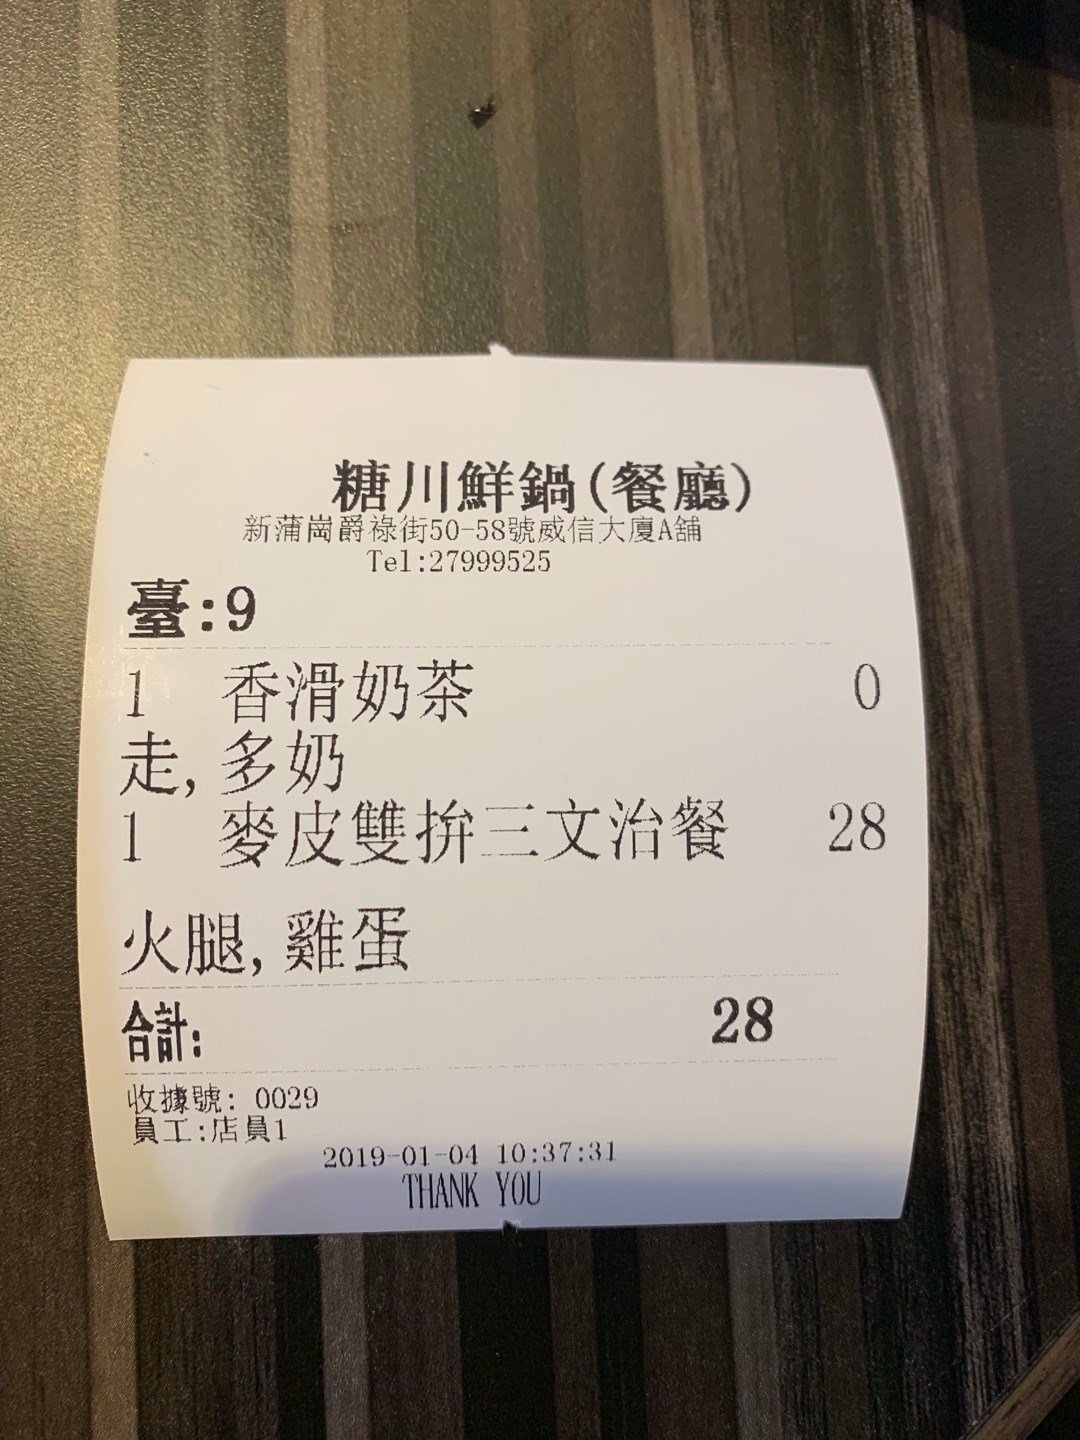 糖川鮮鍋(餐廳)
新蒲崗爵祿街50-58號威信大廈A舖
Tel:27999525
臺:9
1 香滑奶茶 0
走,多奶
1 麥皮雙拚三文治餐 28
火腿,雞蛋
合計: 28
收據號: 0029
員工:店員1
2019-01-04 10:37:31
THANK YOU